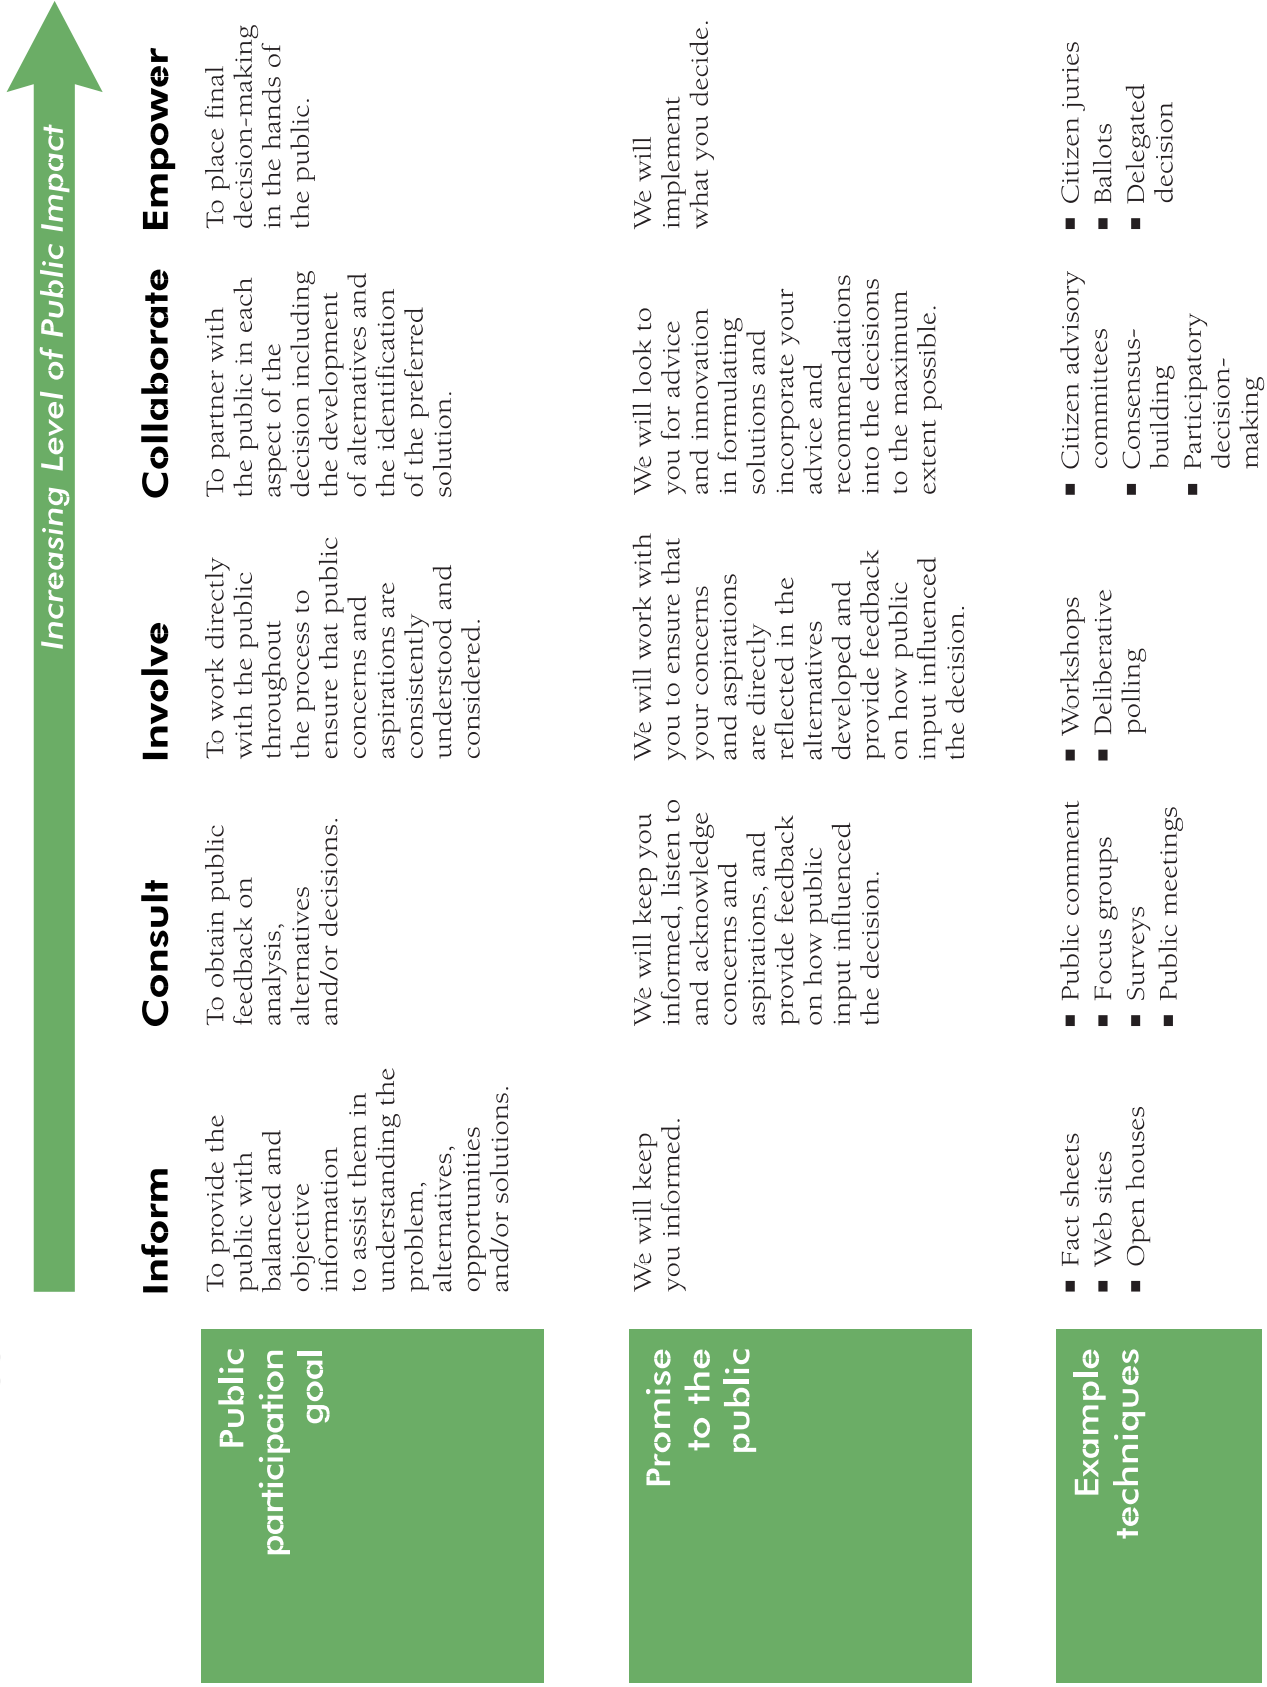 Increasing Level of Public Impact
Inform
Consult
Involve
Collaborate
Empower
Public
participation
goal
To provide the
public with
balanced and
objective
information
to assist them in
understanding the
problem,
alternatives,
opportunities
and/or solutions.
To obtain public
feedback on
analysis,
alternatives
and/or decisions.
To work directly
with the public
throughout
the process to
ensure that public
concerns and
aspirations are
consistently
understood and
considered.
To partner with
the public in each
aspect of the
decision including
the development
of alternatives and
the identification
of the preferred
solution.
To place final
decision-making
in the hands of
the public.
Promise
to the
public
We will keep
you informed.
We will keep you
informed, listen to
and acknowledge
concerns and
aspirations, and
provide feedback
on how public
input influenced
the decision.
We will work with
you to ensure that
your concerns
and aspirations
are directly
reflected in the
alternatives
developed and
provide feedback
on how public
input influenced
the decision.
We will look to
you for advice
and innovation
in formulating
solutions and
incorporate your
advice and
recommendations
into the decisions
to the maximum
extent possible.
We will
implement
what you decide.
Example
techniques
■ Fact sheets
■ Web sites
■ Open houses
■ Public comment
■ Focus groups
■ Surveys
■ Public meetings
■ Workshops
■ Deliberative
polling
■ Citizen advisory
committees
■ Consensus-
building
■ Participatory
decision-
making
■ Citizen juries
■ Ballots
■ Delegated
decision